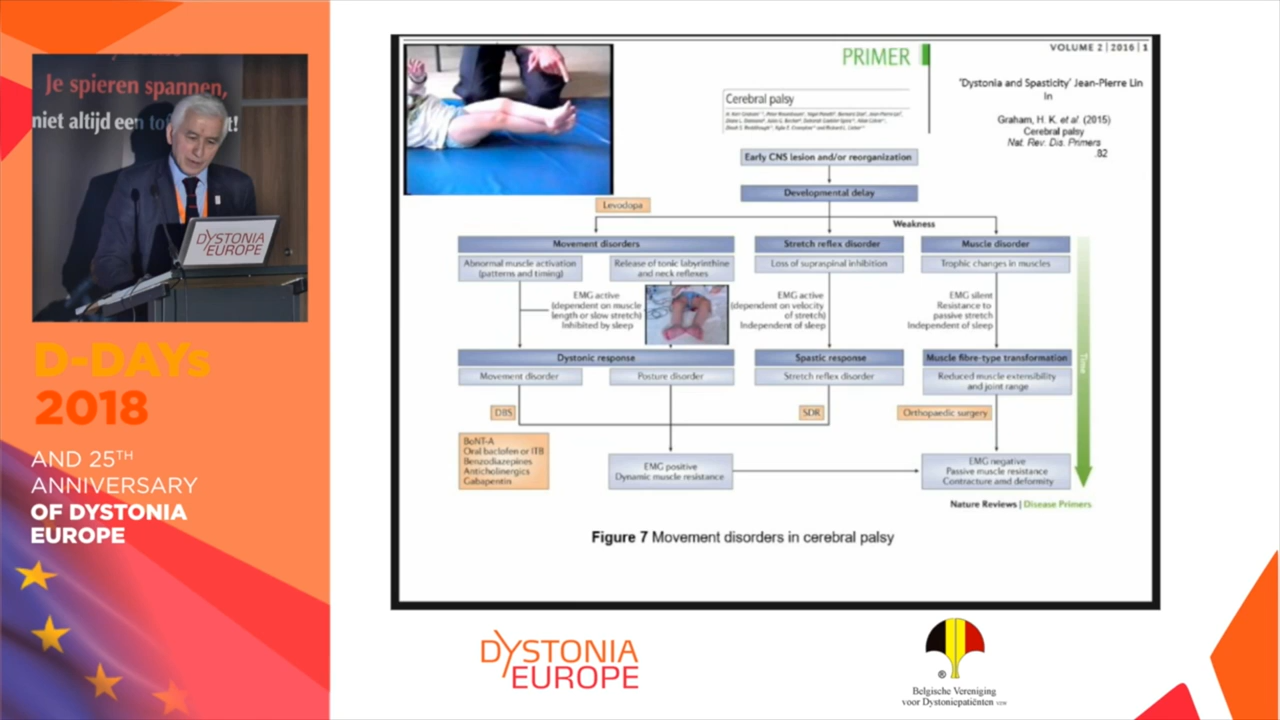 Je spieren spannen,
niet altijd een
t!
DYSTONIA
EUROPE
D-DAYs
2018
AND 25TH
ANNIVERSARY
OF DYSTONIA
EUROPE
PRIMER
VOLUME 2 | 2016 | 1
Cerebral palsy
'Dystonia and Spasticity' Jean-Pierre Lin
In
Graham, H. K. et al. (2015)
Cerebral palsy
Nat. Rev. Dis. Primers
.82
Early CNS lesion and/or reorganization
Developmental delay
Levodopa
Weakness
Movement disorders
Stretch reflex disorder
Muscle disorder
Abnormal muscle activation
(patterns and timing)
Release of tonic labyrinthine
and neck reflexes
Loss of supraspinal inhibition
Trophic changes in muscles
EMG active
(dependent on muscle
length or slow stretch)
Inhibited by sleep
EMG active
(dependent on velocity
of stretch)
Independent of sleep
EMG silent
Resistance to
passive stretch
Independent of sleep
Time
Dystonic response
Spastic response
Muscle fibre-type transformation
Movement disorder
Posture disorder
Stretch reflex disorder
Reduced muscle extensibility
and joint range
DBS
SDR
Orthopaedic surgery
BoNT-A
Oral baclofen or ITB
Benzodiazepines
Anticholinergics
Gabapentin
EMG positive
Dynamic muscle resistance
EMG negative
Passive muscle resistance
Contracture amd deformity
Nature Reviews | Disease Primers
Figure 7 Movement disorders in cerebral palsy
DYSTONIA
EUROPE
®
Belgische Vereniging
voor Dystoniepatiënten vzw